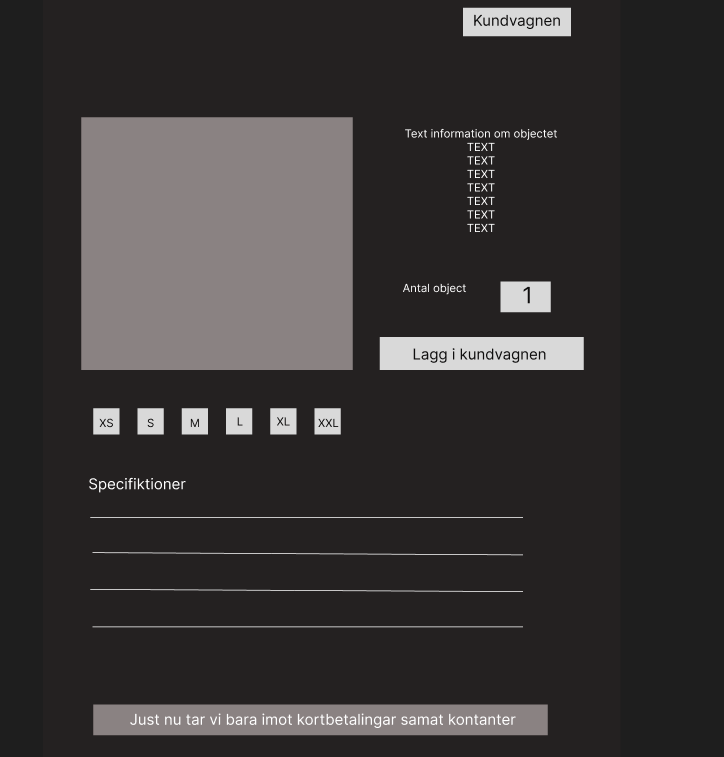 Kundvagnen
Text information om objectet
TEXT
TEXT
TEXT
TEXT
TEXT
TEXT
TEXT
Antal object
1
Lagg i kundvagnen
XS
S
M
L
XL
XXL
Specifiktioner
Just nu tar vi bara imot kortbetalingar samat kontanter